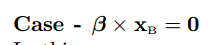 Case - β × x_B = 0